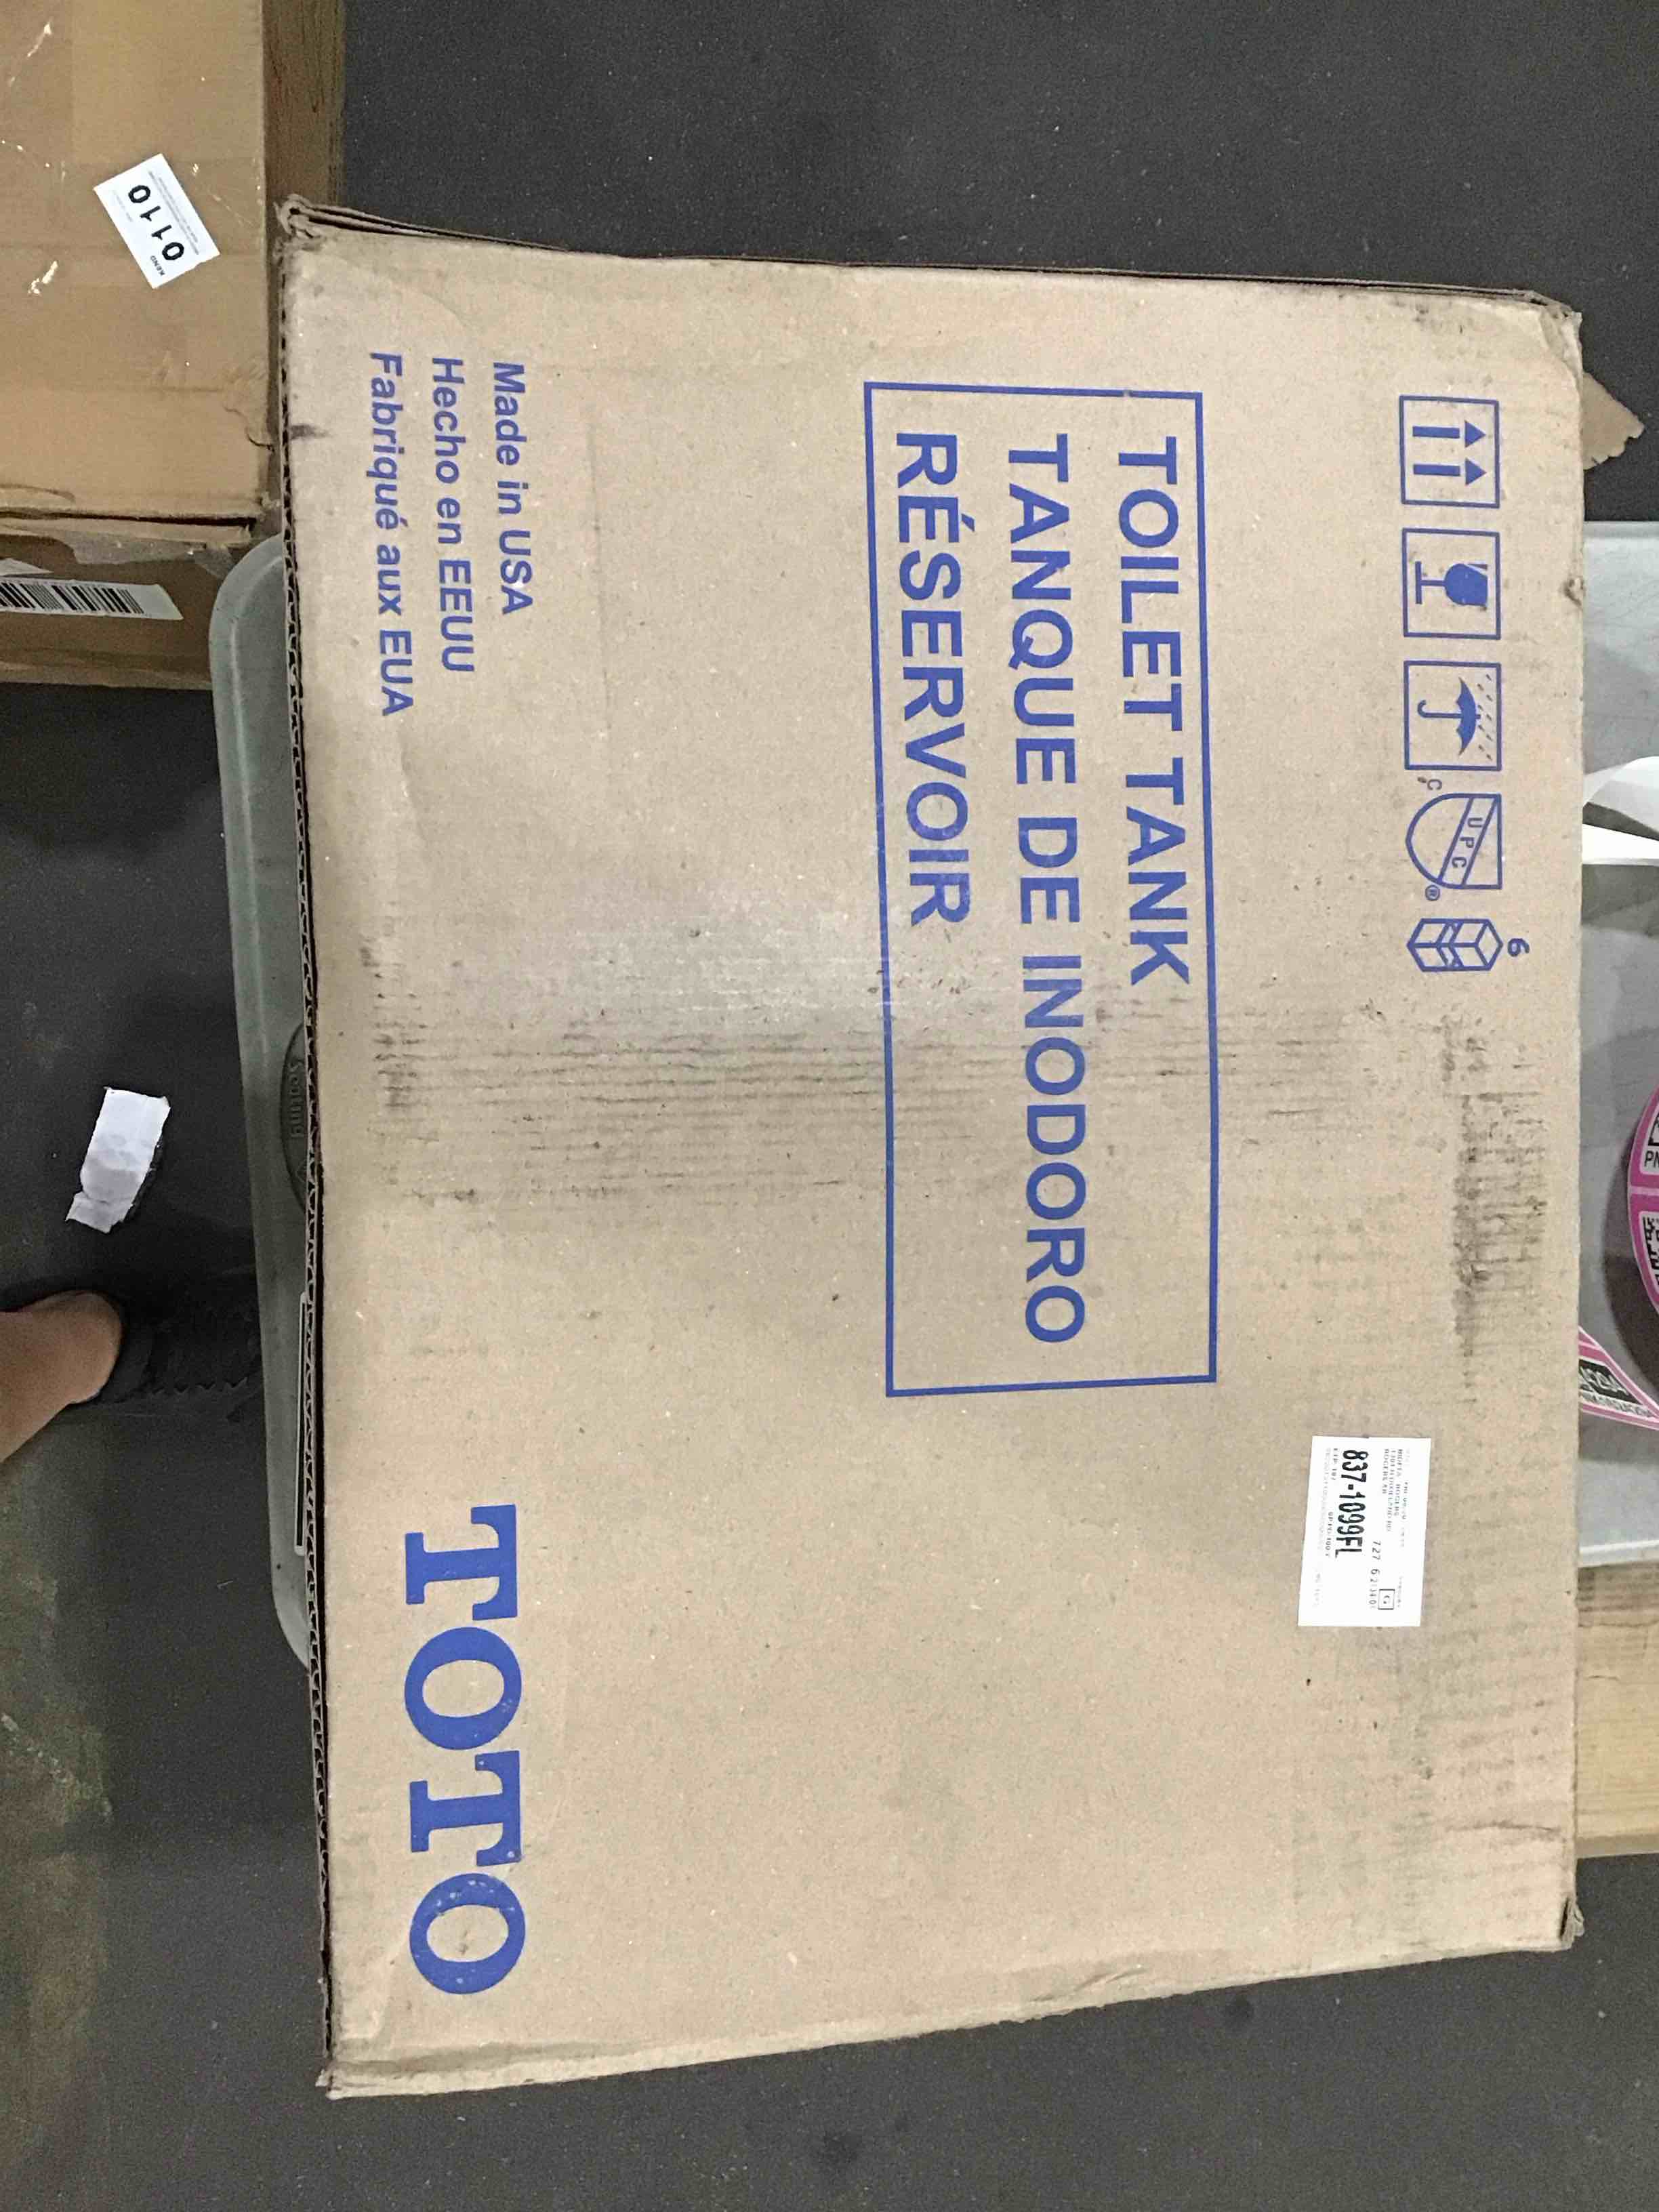 6
UPC
®
TOILET TANK
TANQUE DE INODORO
RÉSERVOIR
Made in USA
Hecho en EEUU
Fabriqué aux EUA
TOTO
837-1099FL
0110
Young